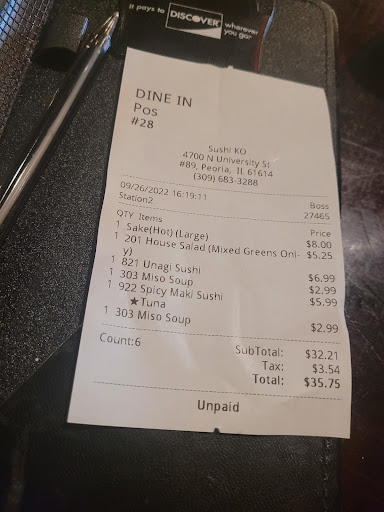 It pays to DISCOVER wherever you go.
DINE IN
Pos
#28
Sushi KO
4700 N University St
#89, Peoria, IL 61614
(309) 683-3288
09/26/2022 16:19:11 Boss
Station2 27465
QTY Items Price
1 Sake(Hot) (Large) $8.00
1 201 House Salad (Mixed Greens Onl- $5.25
y)
1 821 Unagi Sushi $6.99
1 303 Miso Soup $2.99
1 922 Spicy Maki Sushi $5.99
★Tuna
1 303 Miso Soup $2.99
Count:6 SubTotal: $32.21
Tax: $3.54
Total: $35.75
Unpaid